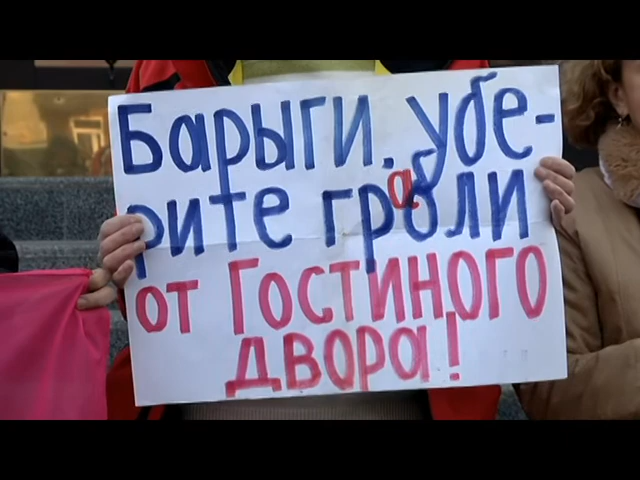 Барыги, убе-
рите грабли
от Гостиного
двора!